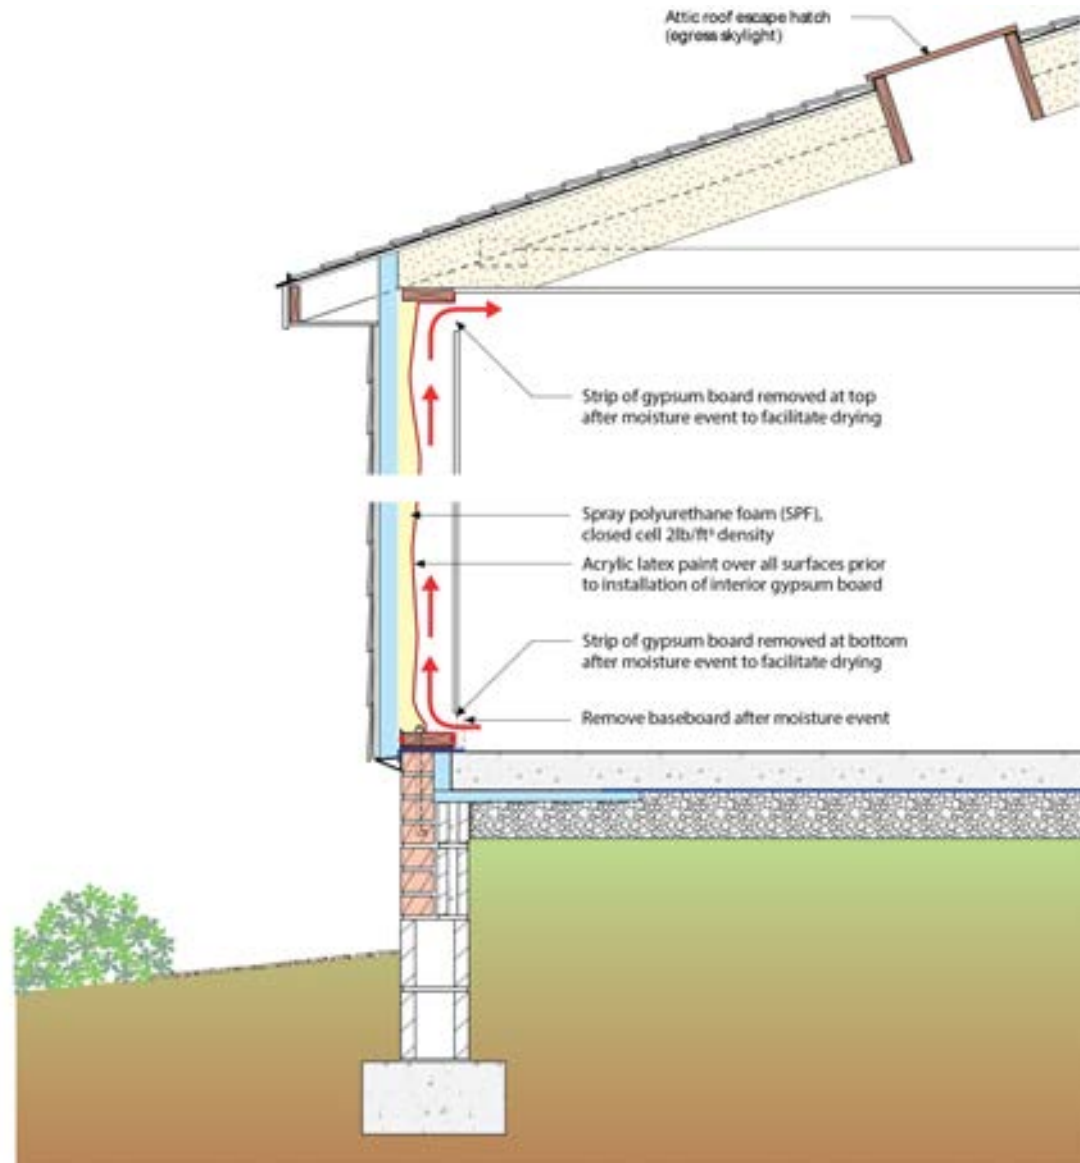 Attic roof escape hatch
(egress skylight)
Strip of gypsum board removed at top
after moisture event to facilitate drying
Spray polyurethane foam (SPF),
closed cell 2lb/ft³ density
Acrylic latex paint over all surfaces prior
to installation of interior gypsum board
Strip of gypsum board removed at bottom
after moisture event to facilitate drying
Remove baseboard after moisture event